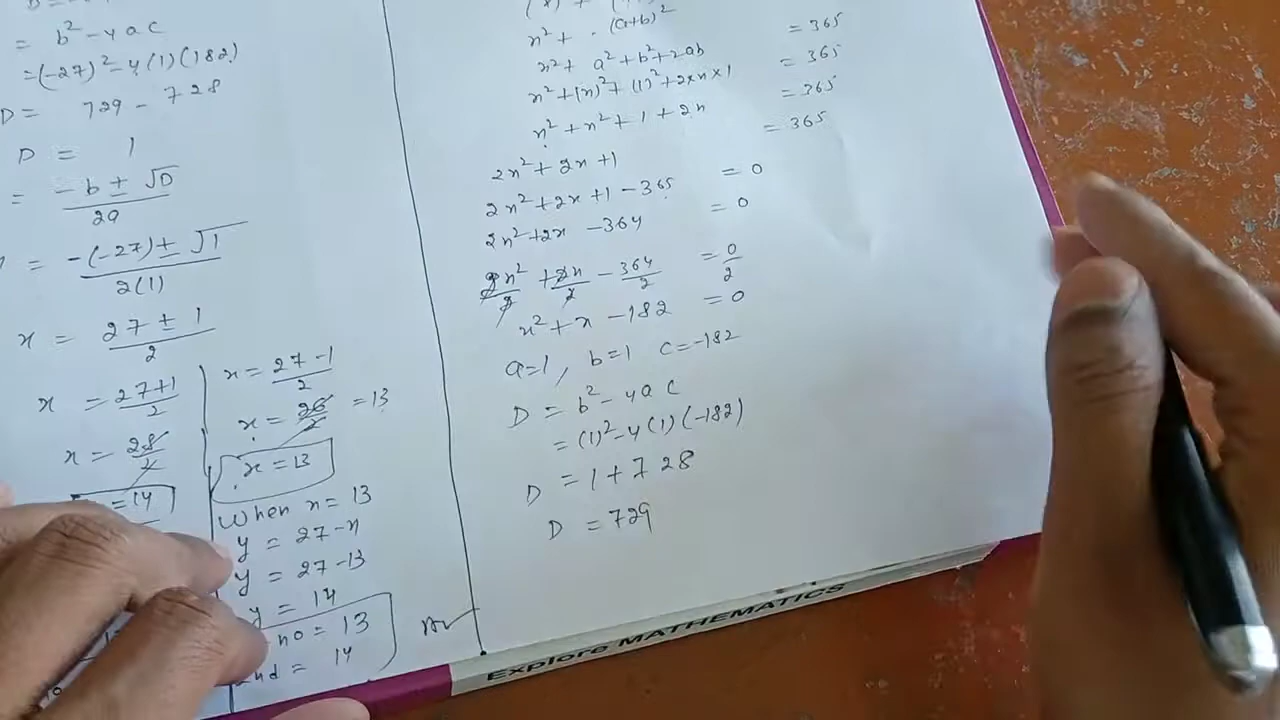 = b² - 4ac
= (-27)² - 4(1)(182)
D = 729 - 728
D = 1
= -b ± √D
2a
= -(-27) ± √1
2(1)
x = 27 ± 1
2
x = 27+1
2
x = 28
2
= 14
x = 27-1
2
x = 26 = 13
2
x = 13
When x = 13
y = 27 - x
y = 27 - 13
y = 14
no = 13
14
x² + (a+b)² = 365
x² + a² + b² + 2ab = 365
x² + (x)² + (1)² + 2×x×1 = 365
x² + x² + 1 + 2x = 365
2x² + 2x + 1
2x² + 2x + 1 - 365 = 0
2x² + 2x - 364 = 0
2x² + 2x - 364 = 0
2 2 2 2
x² + x - 182 = 0
a=1, b=1 c=-182
D = b² - 4ac
= (1)² - 4(1)(-182)
D = 1 + 728
D = 729
Explore MATHEMATICS